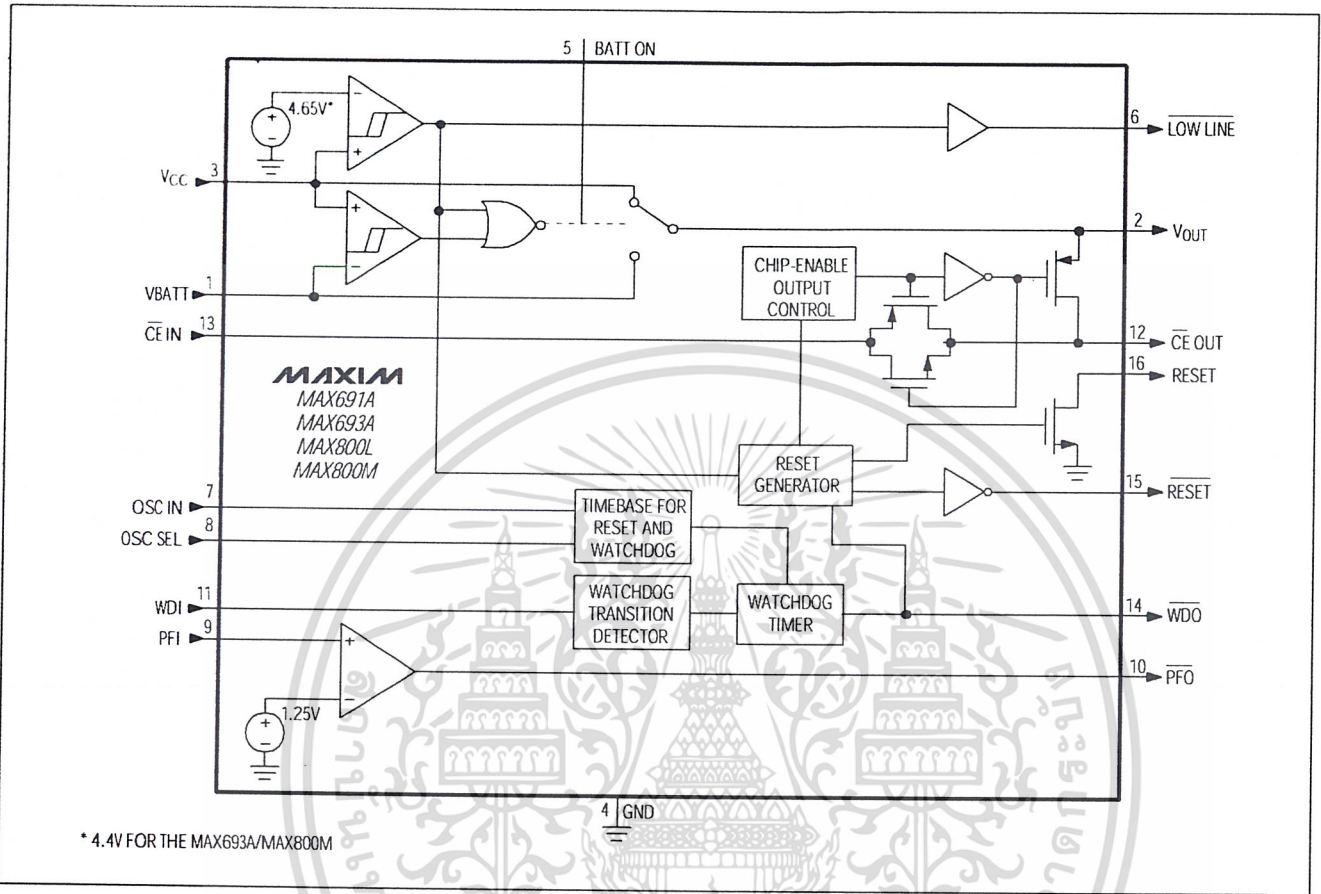 5 BATT ON
4.65V*
+
−
−
+
6 LOW LINE
VCC 3
+
−
2 VOUT
CHIP-ENABLE
OUTPUT
CONTROL
VBATT 1
CE IN 13
12 CE OUT
16 RESET
MAXIM
MAX691A
MAX693A
MAX800L
MAX800M
RESET
GENERATOR
15 RESET
OSC IN 7
OSC SEL 8
TIMEBASE FOR
RESET AND
WATCHDOG
WDI 11
WATCHDOG
TRANSITION
DETECTOR
WATCHDOG
TIMER
14 WDO
PFI 9
+
−
10 PFO
1.25V
+
−
4 GND
* 4.4V FOR THE MAX693A/MAX800M